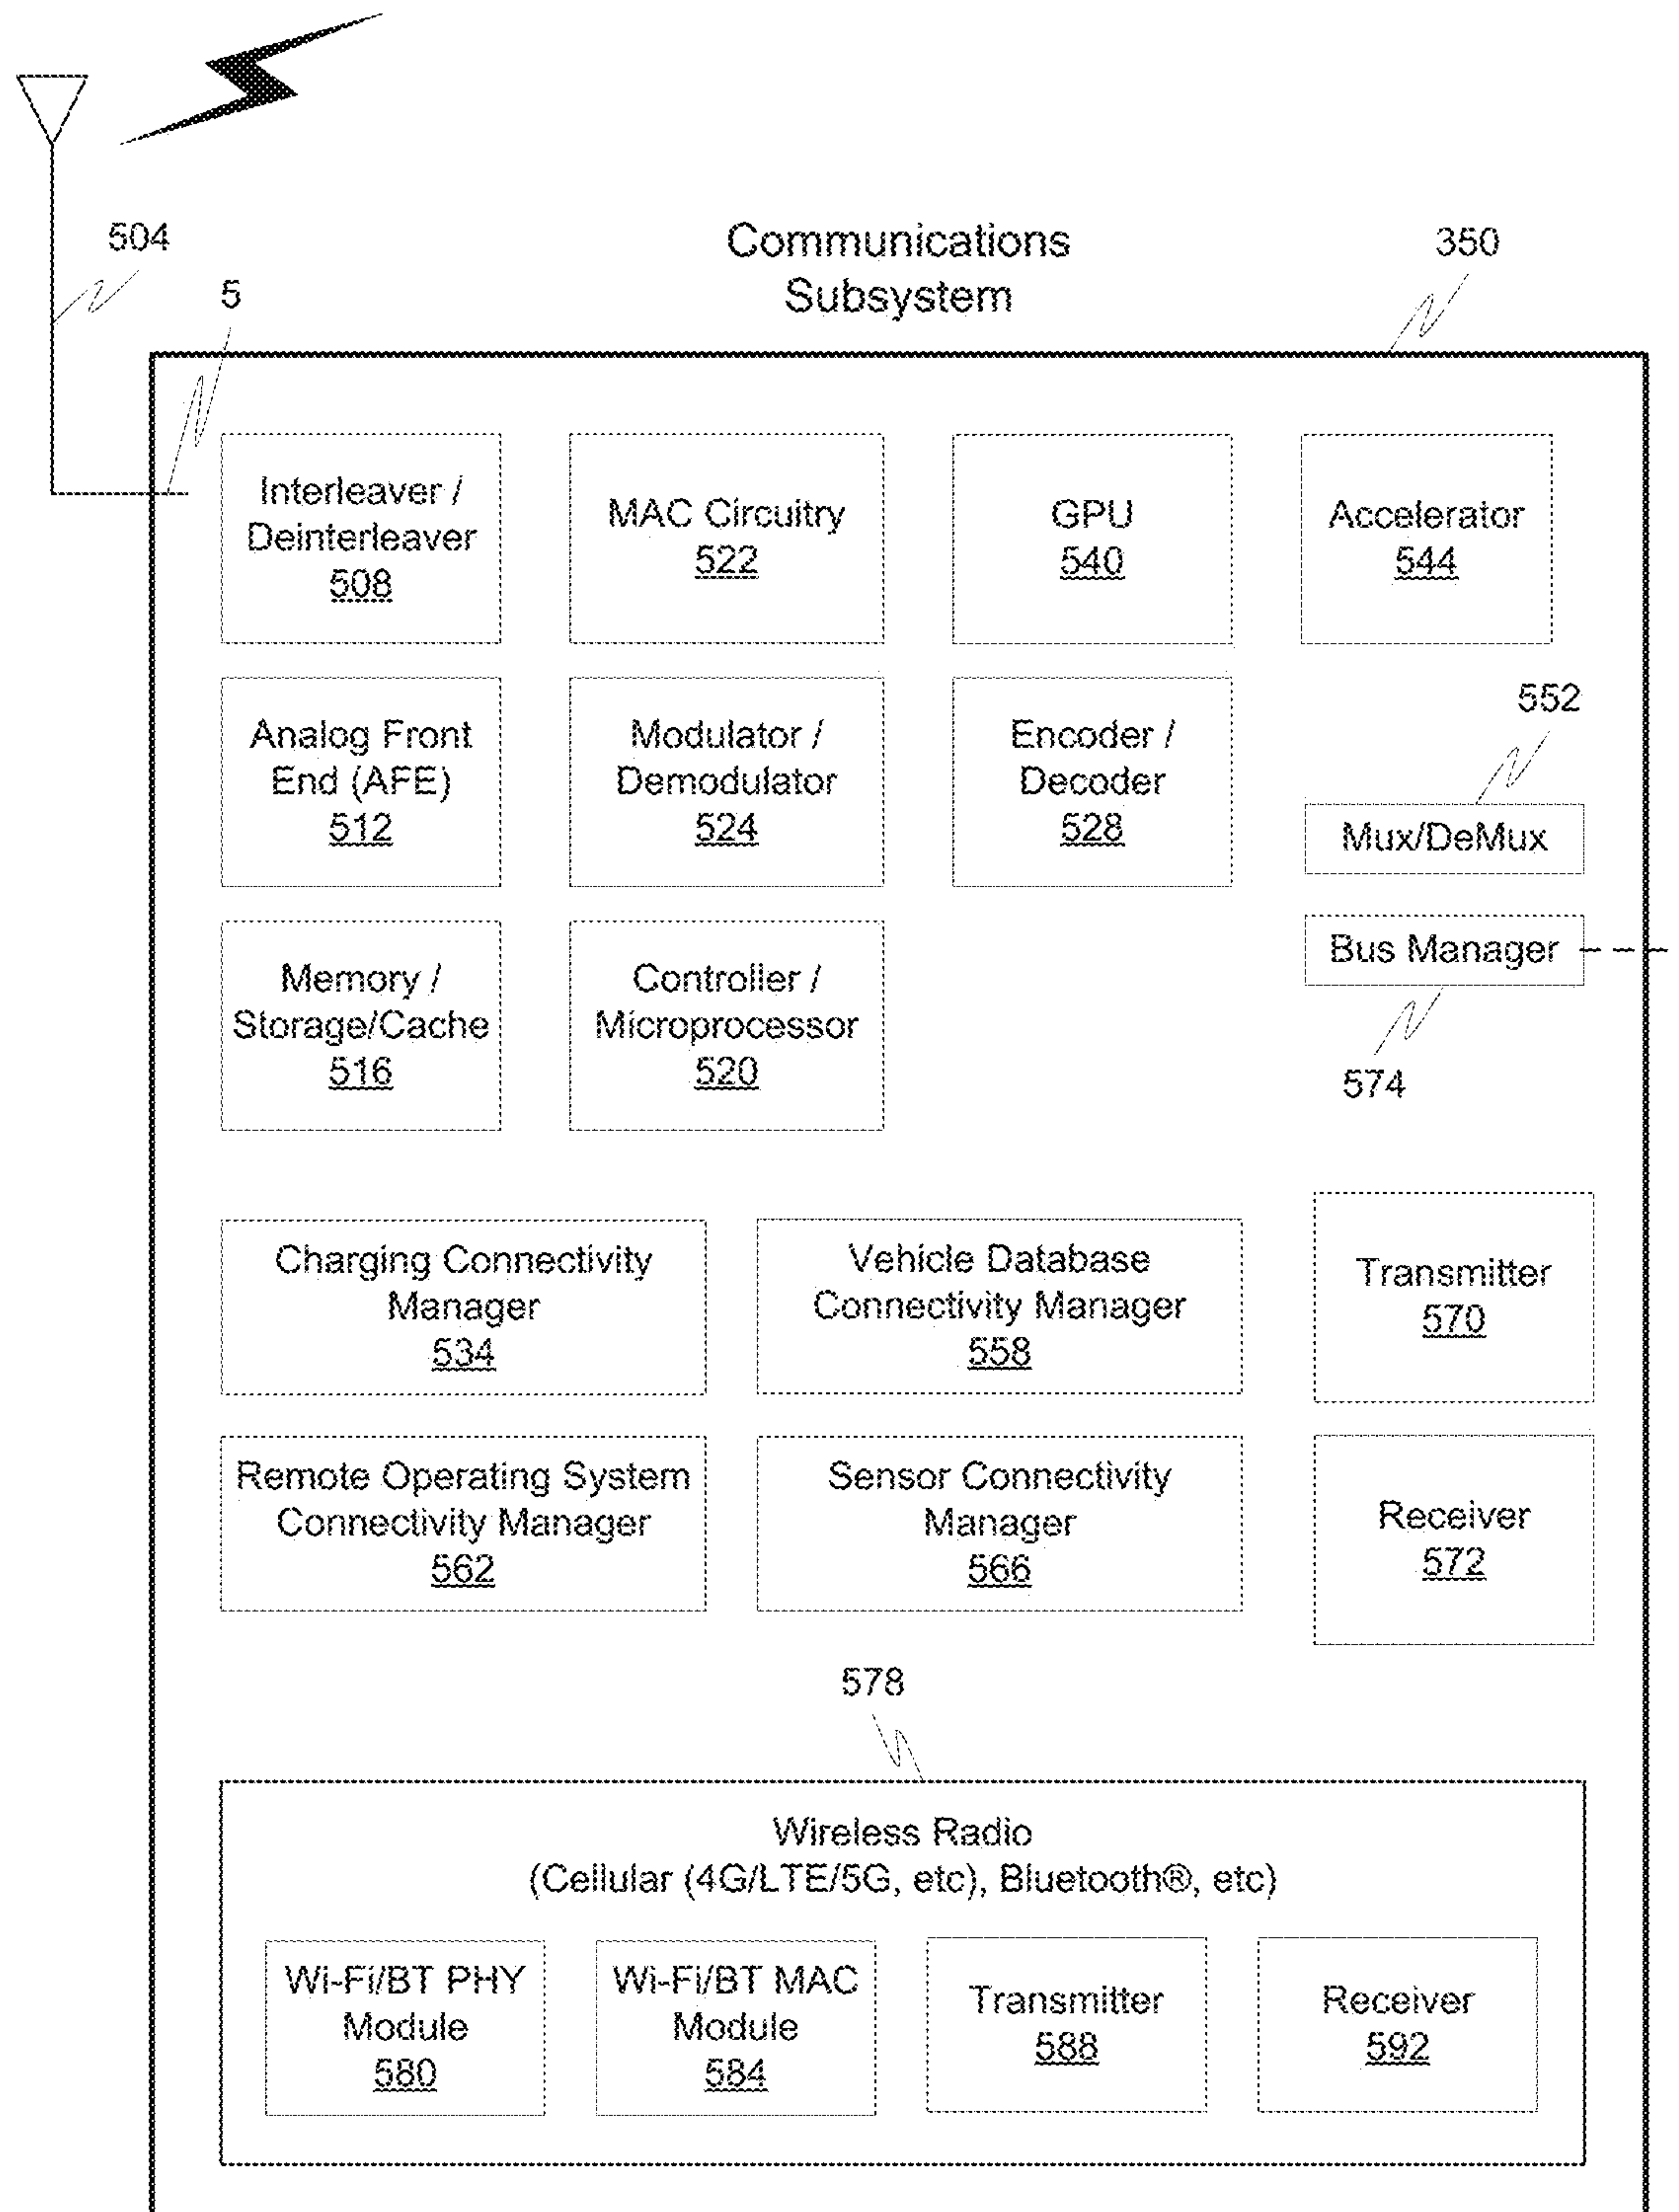 504
5
Communications
Subsystem
350
Interleaver /
Deinterleaver
508
MAC Circuitry
522
GPU
540
Accelerator
544
Analog Front
End (AFE)
512
Modulator /
Demodulator
524
Encoder /
Decoder
528
552
Mux/DeMux
Bus Manager
574
Memory /
Storage/Cache
516
Controller /
Microprocessor
520
Charging Connectivity
Manager
534
Vehicle Database
Connectivity Manager
558
Transmitter
570
Remote Operating System
Connectivity Manager
562
Sensor Connectivity
Manager
566
Receiver
572
578
Wireless Radio
(Cellular (4G/LTE/5G, etc), Bluetooth®, etc)
Wi-Fi/BT PHY
Module
580
Wi-Fi/BT MAC
Module
584
Transmitter
588
Receiver
592